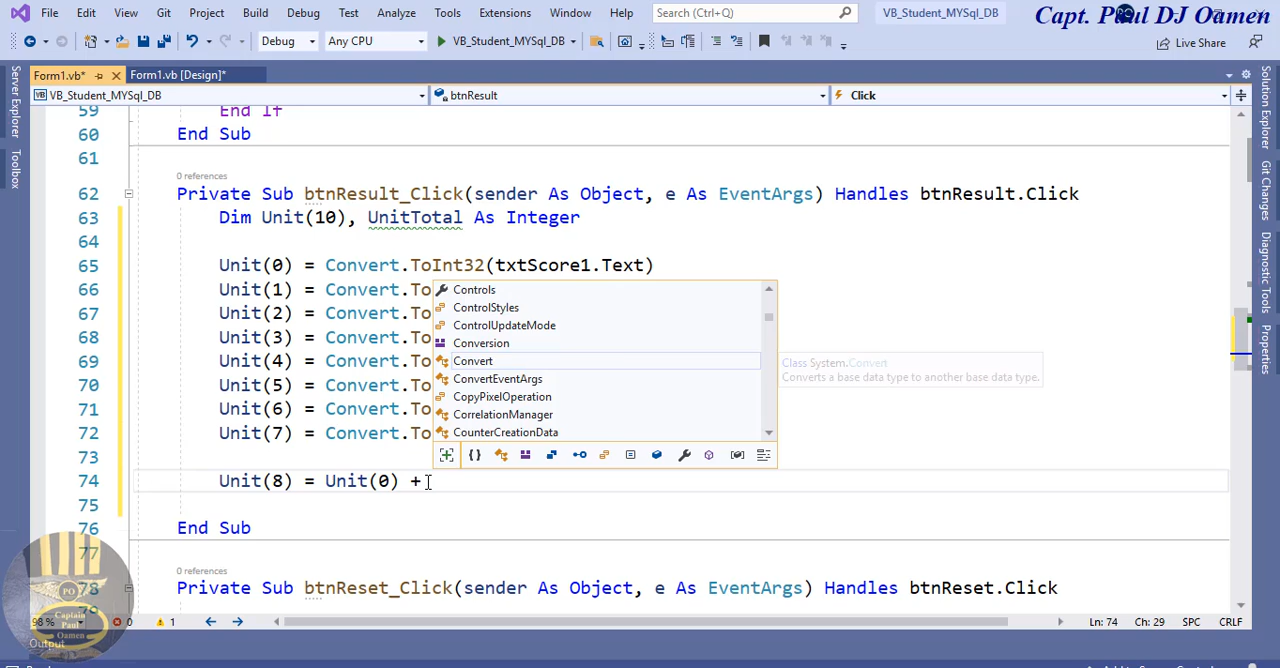 File Edit View Git Project Build Debug Test Analyze Tools Extensions Window Help Search (Ctrl+Q) VB_Student_MYSql_DB
Capt. Paul DJ Oamen
Debug Any CPU VB_Student_MYSql_DB Live Share
Form1.vb* Form1.vb [Design]*
VB_Student_MYSql_DB btnResult Click
Server Explorer
Toolbox
Solution Explorer
Git Changes
Diagnostic Tools
Properties
59 End If
60 End Sub
61
0 references
62 Private Sub btnResult_Click(sender As Object, e As EventArgs) Handles btnResult.Click
63 Dim Unit(10), UnitTotal As Integer
64
65 Unit(0) = Convert.ToInt32(txtScore1.Text)
66 Unit(1) = Convert.To
67 Unit(2) = Convert.To
68 Unit(3) = Convert.To
69 Unit(4) = Convert.To
70 Unit(5) = Convert.To
71 Unit(6) = Convert.To
72 Unit(7) = Convert.To
73
74 Unit(8) = Unit(0) +
75
76 End Sub
77
0 references
78 Private Sub btnReset_Click(sender As Object, e As EventArgs) Handles btnReset.Click
Controls
ControlStyles
ControlUpdateMode
Conversion
Convert
ConvertEventArgs
CopyPixelOperation
CorrelationManager
CounterCreationData
Class System.Convert
Converts a base data type to another base data type.
PO
Captain
Paul
Oamen
98 % 0 1 Ln: 74 Ch: 29 SPC CRLF
Output